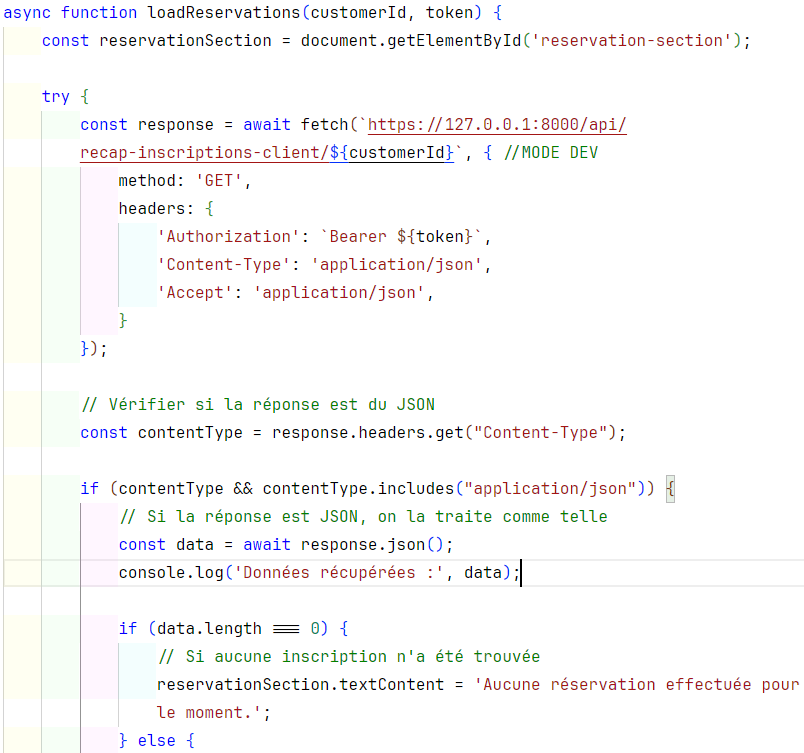 async function loadReservations(customerId, token) {
    const reservationSection = document.getElementById('reservation-section');

    try {
        const response = await fetch(`https://127.0.0.1:8000/api/
        recap-inscriptions-client/${customerId}`, { //MODE DEV
            method: 'GET',
            headers: {
                'Authorization': `Bearer ${token}`,
                'Content-Type': 'application/json',
                'Accept': 'application/json',
            }
        });

        // Vérifier si la réponse est du JSON
        const contentType = response.headers.get("Content-Type");

        if (contentType && contentType.includes("application/json")) {
            // Si la réponse est JSON, on la traite comme telle
            const data = await response.json();
            console.log('Données récupérées :', data);

            if (data.length === 0) {
                // Si aucune inscription n'a été trouvée
                reservationSection.textContent = 'Aucune réservation effectuée pour
                le moment.';
            } else {